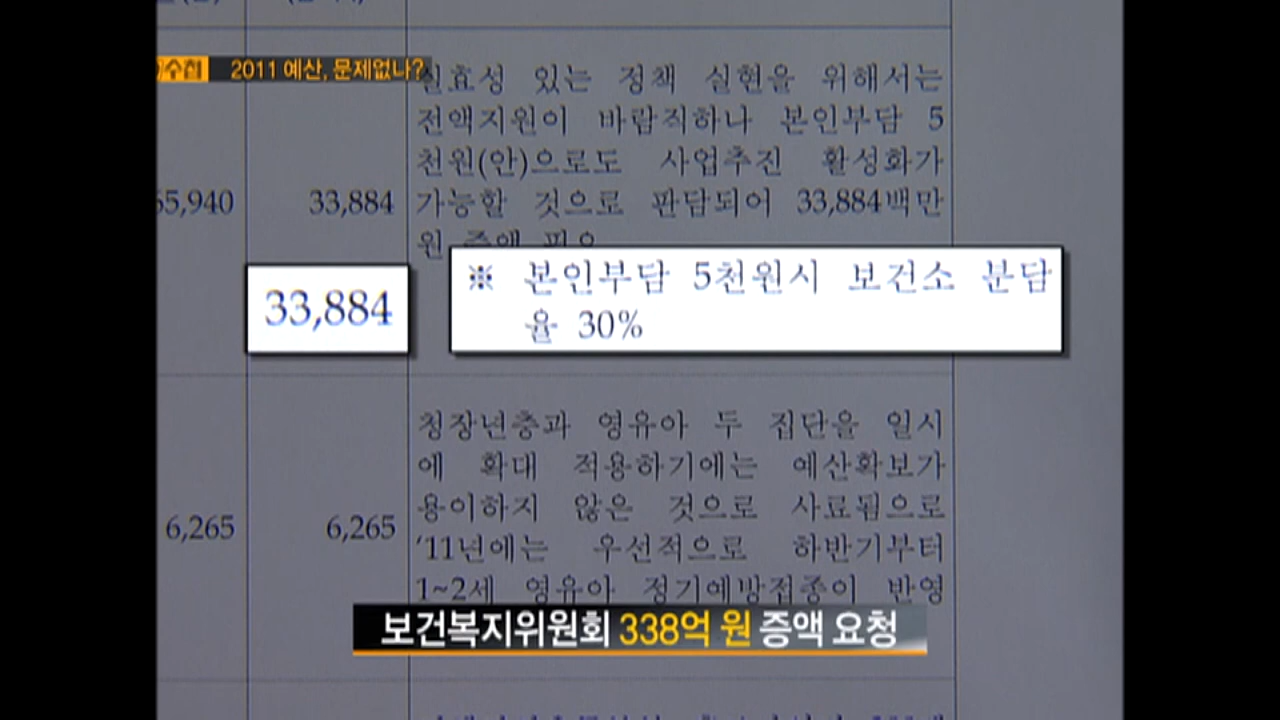 수첩 2011 예산, 문제없나?
실효성 있는 정책 실현을 위해서는
전액지원이 바람직하나 본인부담 5
천원(안)으로도 사업추진 활성화가
65,940 33,884 가능할 것으로 판담되어 33,884백만
원 증액 필요
33,884
※ 본인부담 5천원시 보건소 분담
율 30%
청장년층과 영유아 두 집단을 일시
에 확대 적용하기에는 예산확보가
용이하지 않은 것으로 사료됨으로
6,265 6,265 '11년에는 우선적으로 하반기부터
1~2세 영유아 정기예방접종이 반영
보건복지위원회 338억 원 증액 요청